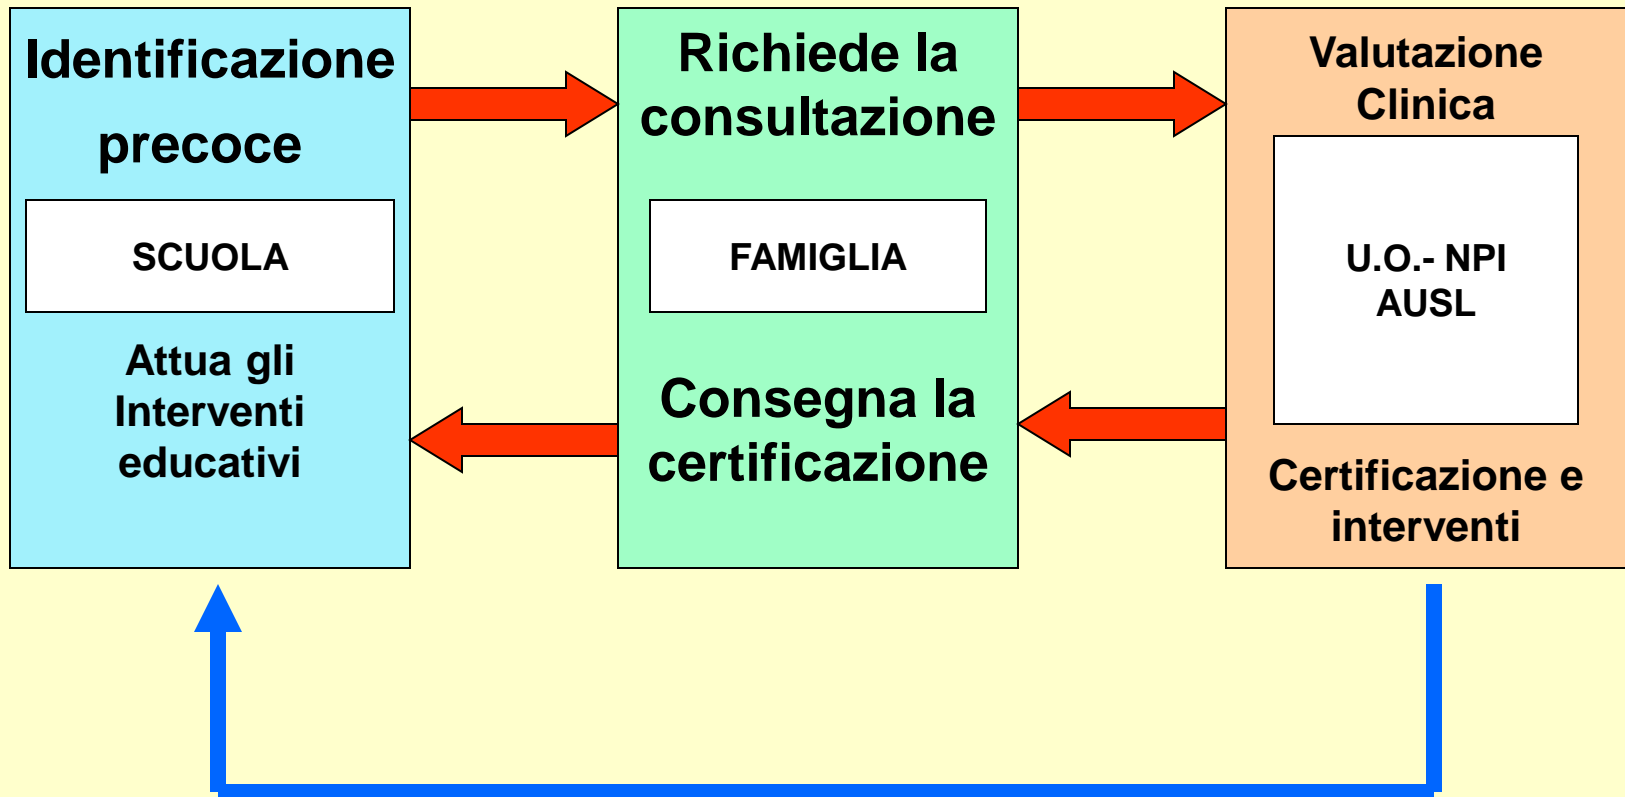 Identificazione
precoce
SCUOLA
Attua gli
Interventi
educativi
Richiede la
consultazione
FAMIGLIA
Consegna la
certificazione
Valutazione
Clinica
U.O.- NPI
AUSL
Certificazione e
interventi